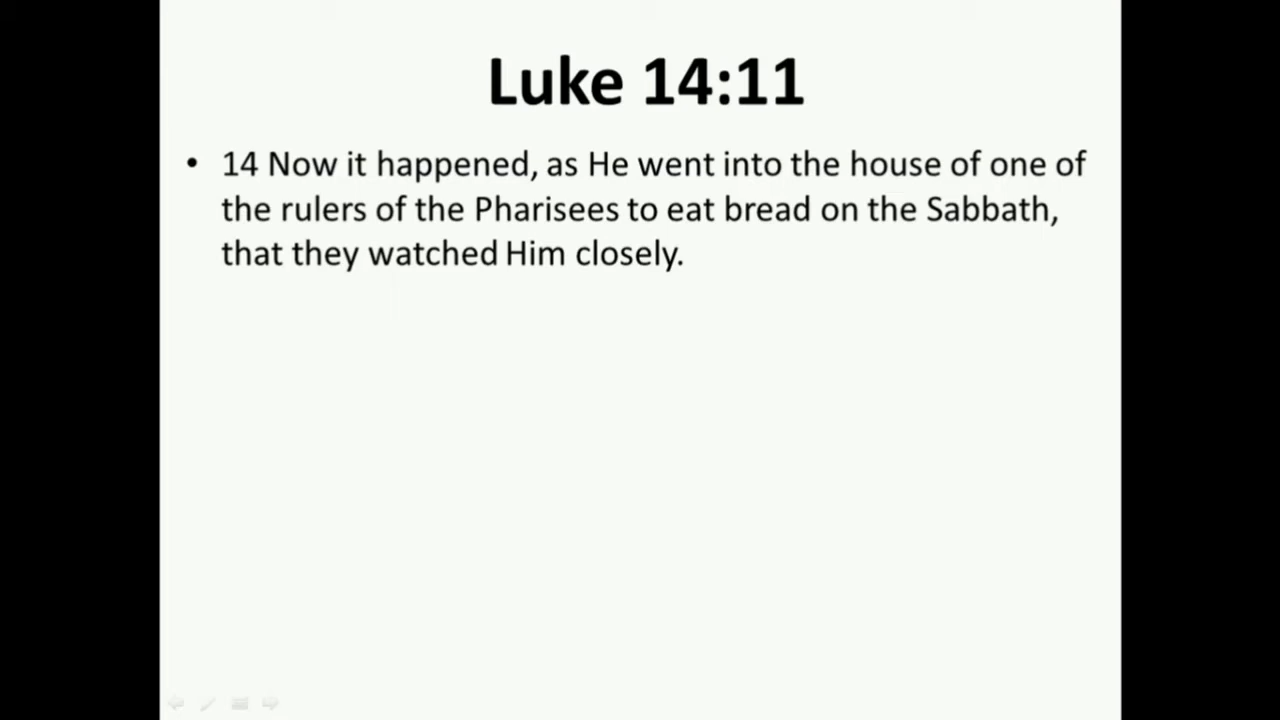 Luke 14:11
• 14 Now it happened, as He went into the house of one of
the rulers of the Pharisees to eat bread on the Sabbath,
that they watched Him closely.